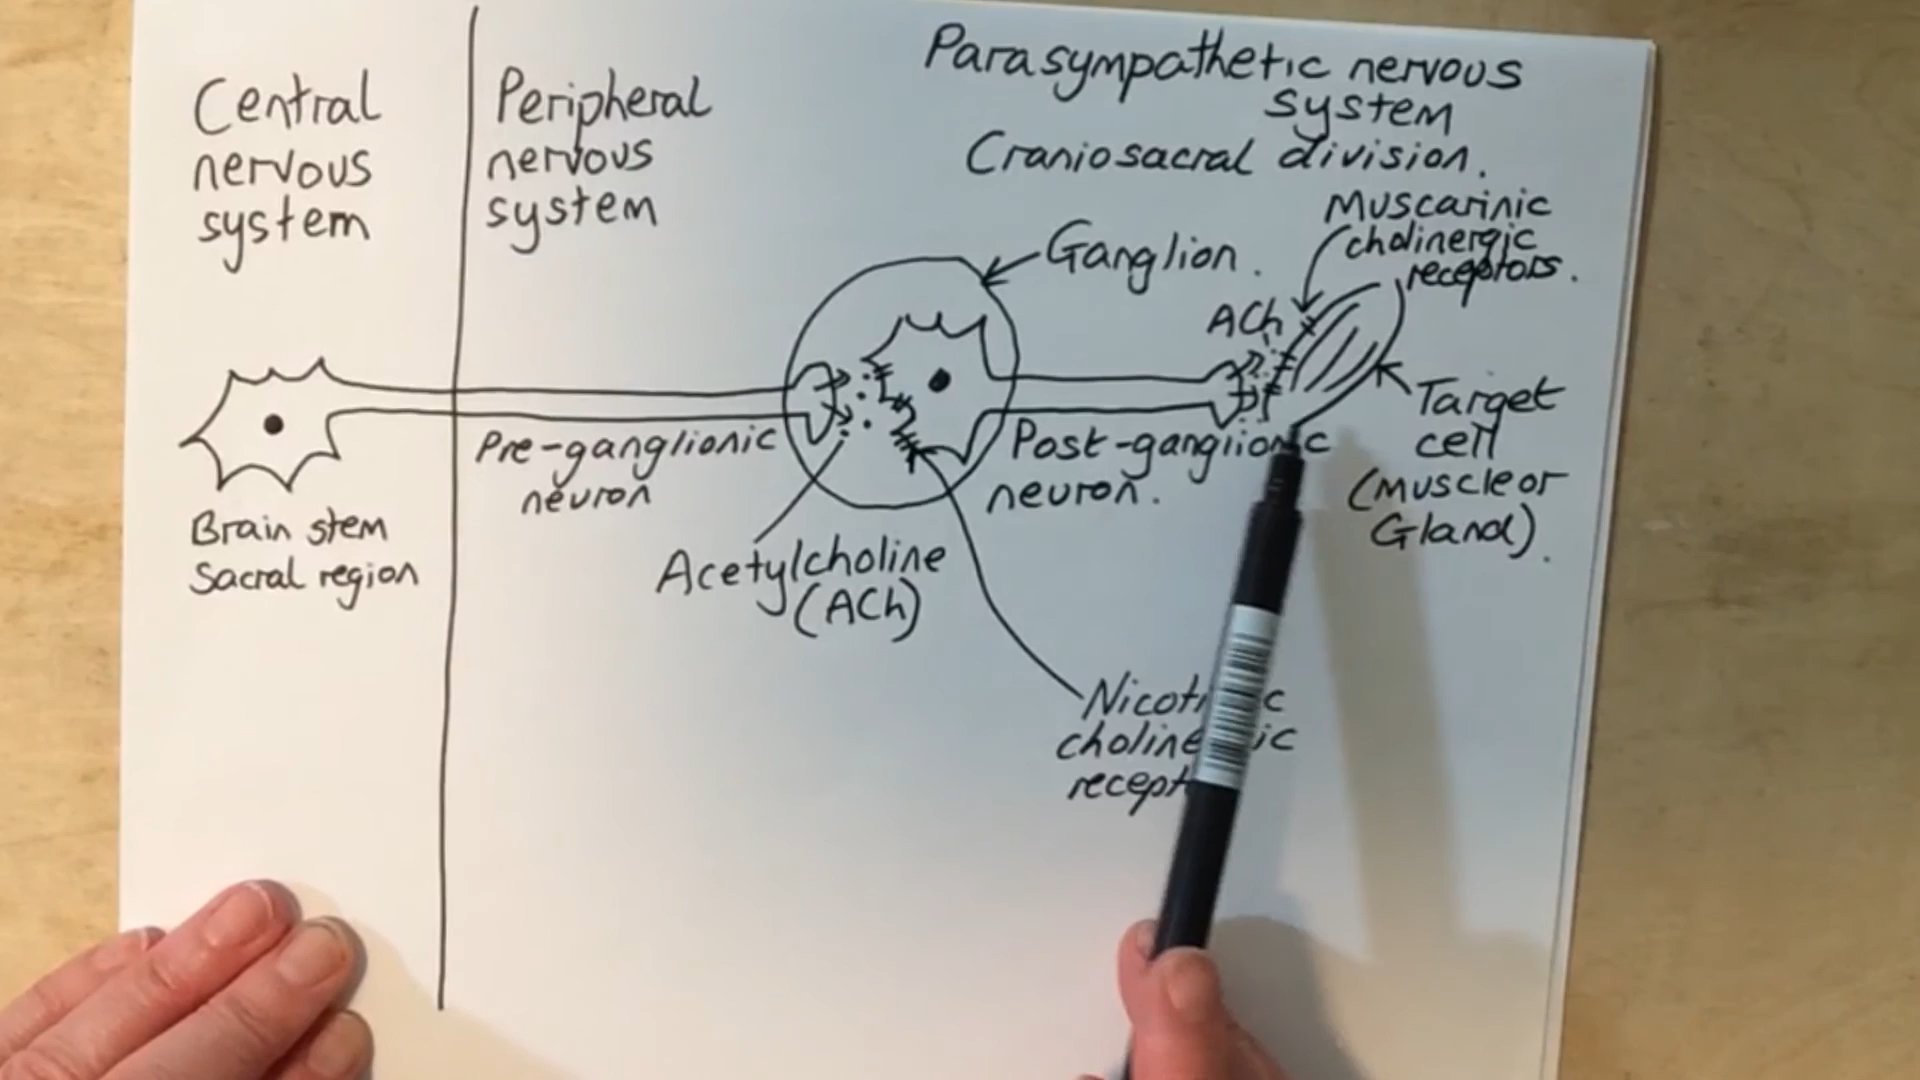 Central
nervous
system
Peripheral
nervous
system
Parasympathetic nervous
system
Craniosacral division.
Muscarinic
cholinergic
receptors.
Ganglion.
ACh
Target
cell
(Muscle or
Gland).
Pre-ganglionic
neuron
Post-ganglionic
neuron.
Brain stem
Sacral region
Acetylcholine
(ACh)